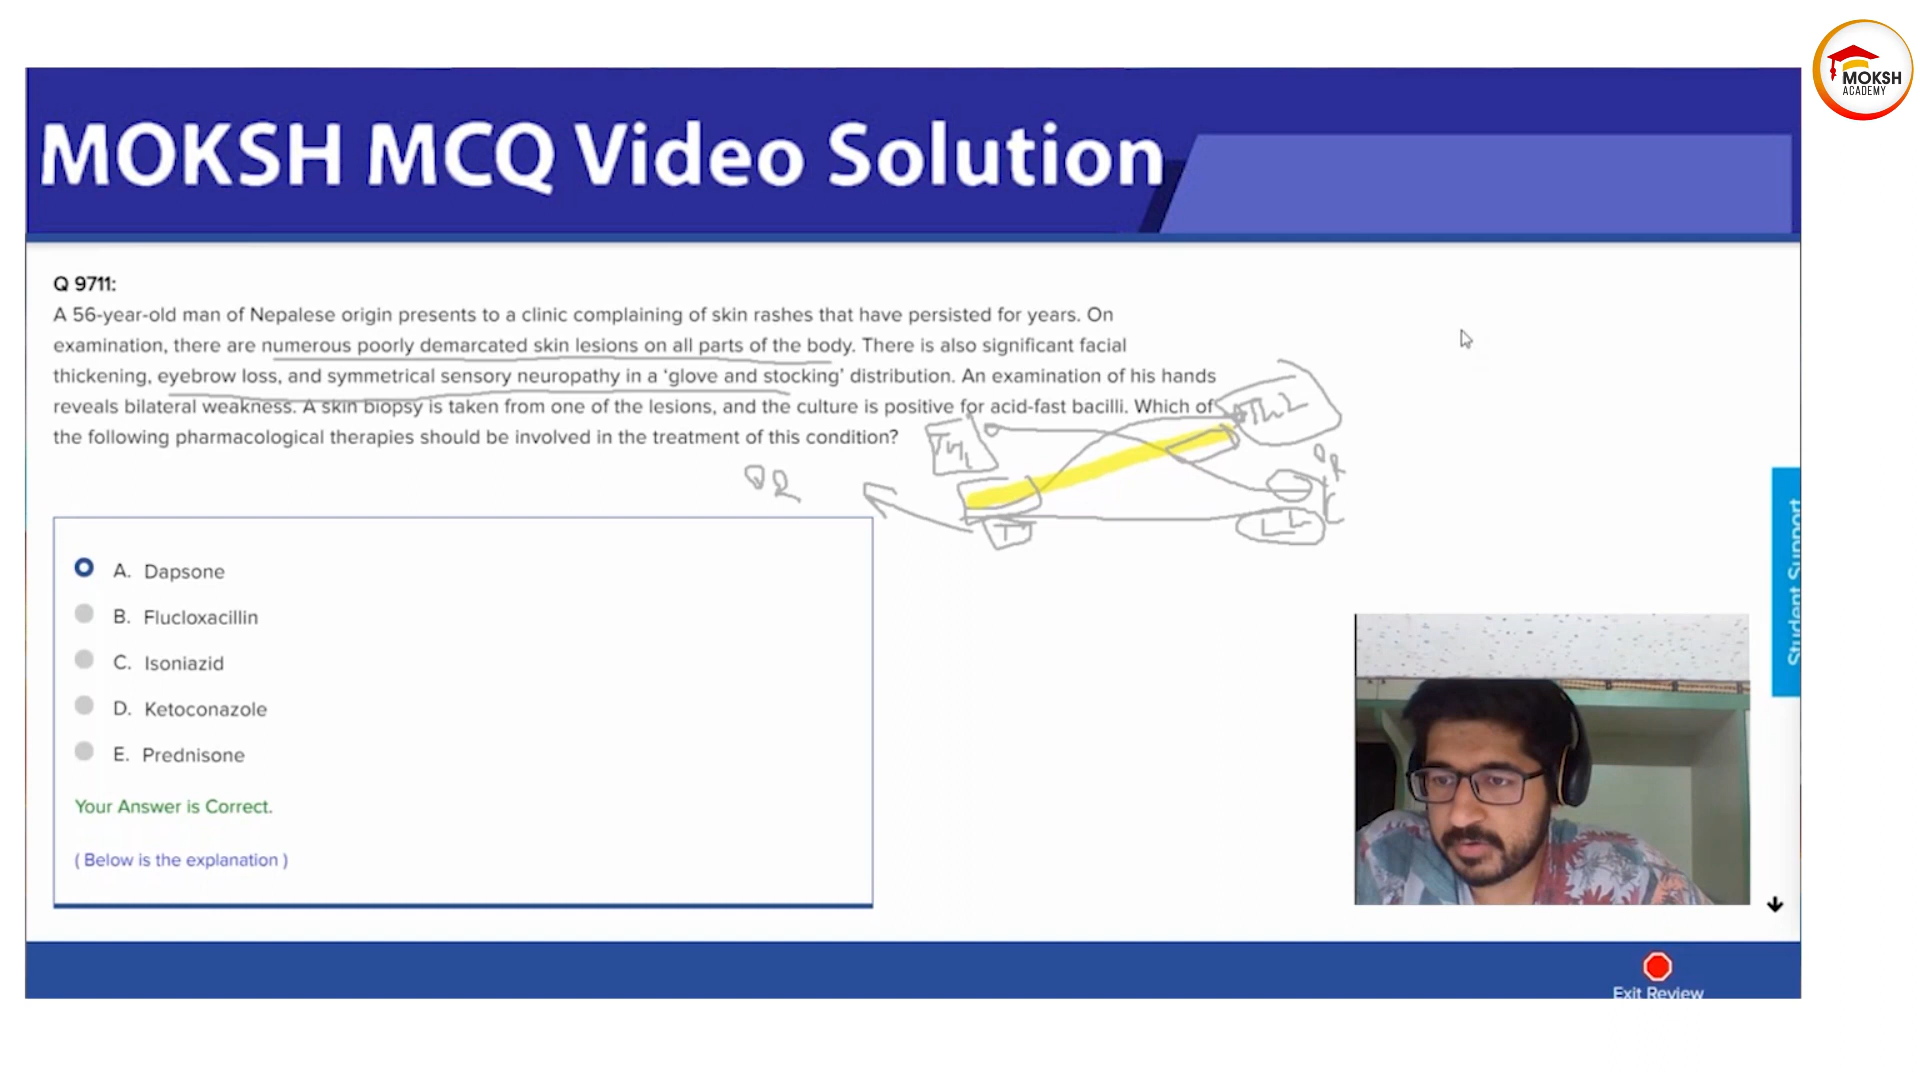 MOKSH
ACADEMY
MOKSH MCQ Video Solution
Q 9711:
A 56-year-old man of Nepalese origin presents to a clinic complaining of skin rashes that have persisted for years. On
examination, there are numerous poorly demarcated skin lesions on all parts of the body. There is also significant facial
thickening, eyebrow loss, and symmetrical sensory neuropathy in a ‘glove and stocking’ distribution. An examination of his hands
reveals bilateral weakness. A skin biopsy is taken from one of the lesions, and the culture is positive for acid-fast bacilli. Which of
the following pharmacological therapies should be involved in the treatment of this condition?
Th2
Th1
DR
DR
C
T
LL
A. Dapsone
B. Flucloxacillin
C. Isoniazid
D. Ketoconazole
E. Prednisone
Your Answer is Correct.
( Below is the explanation )
Student Support
Exit Review